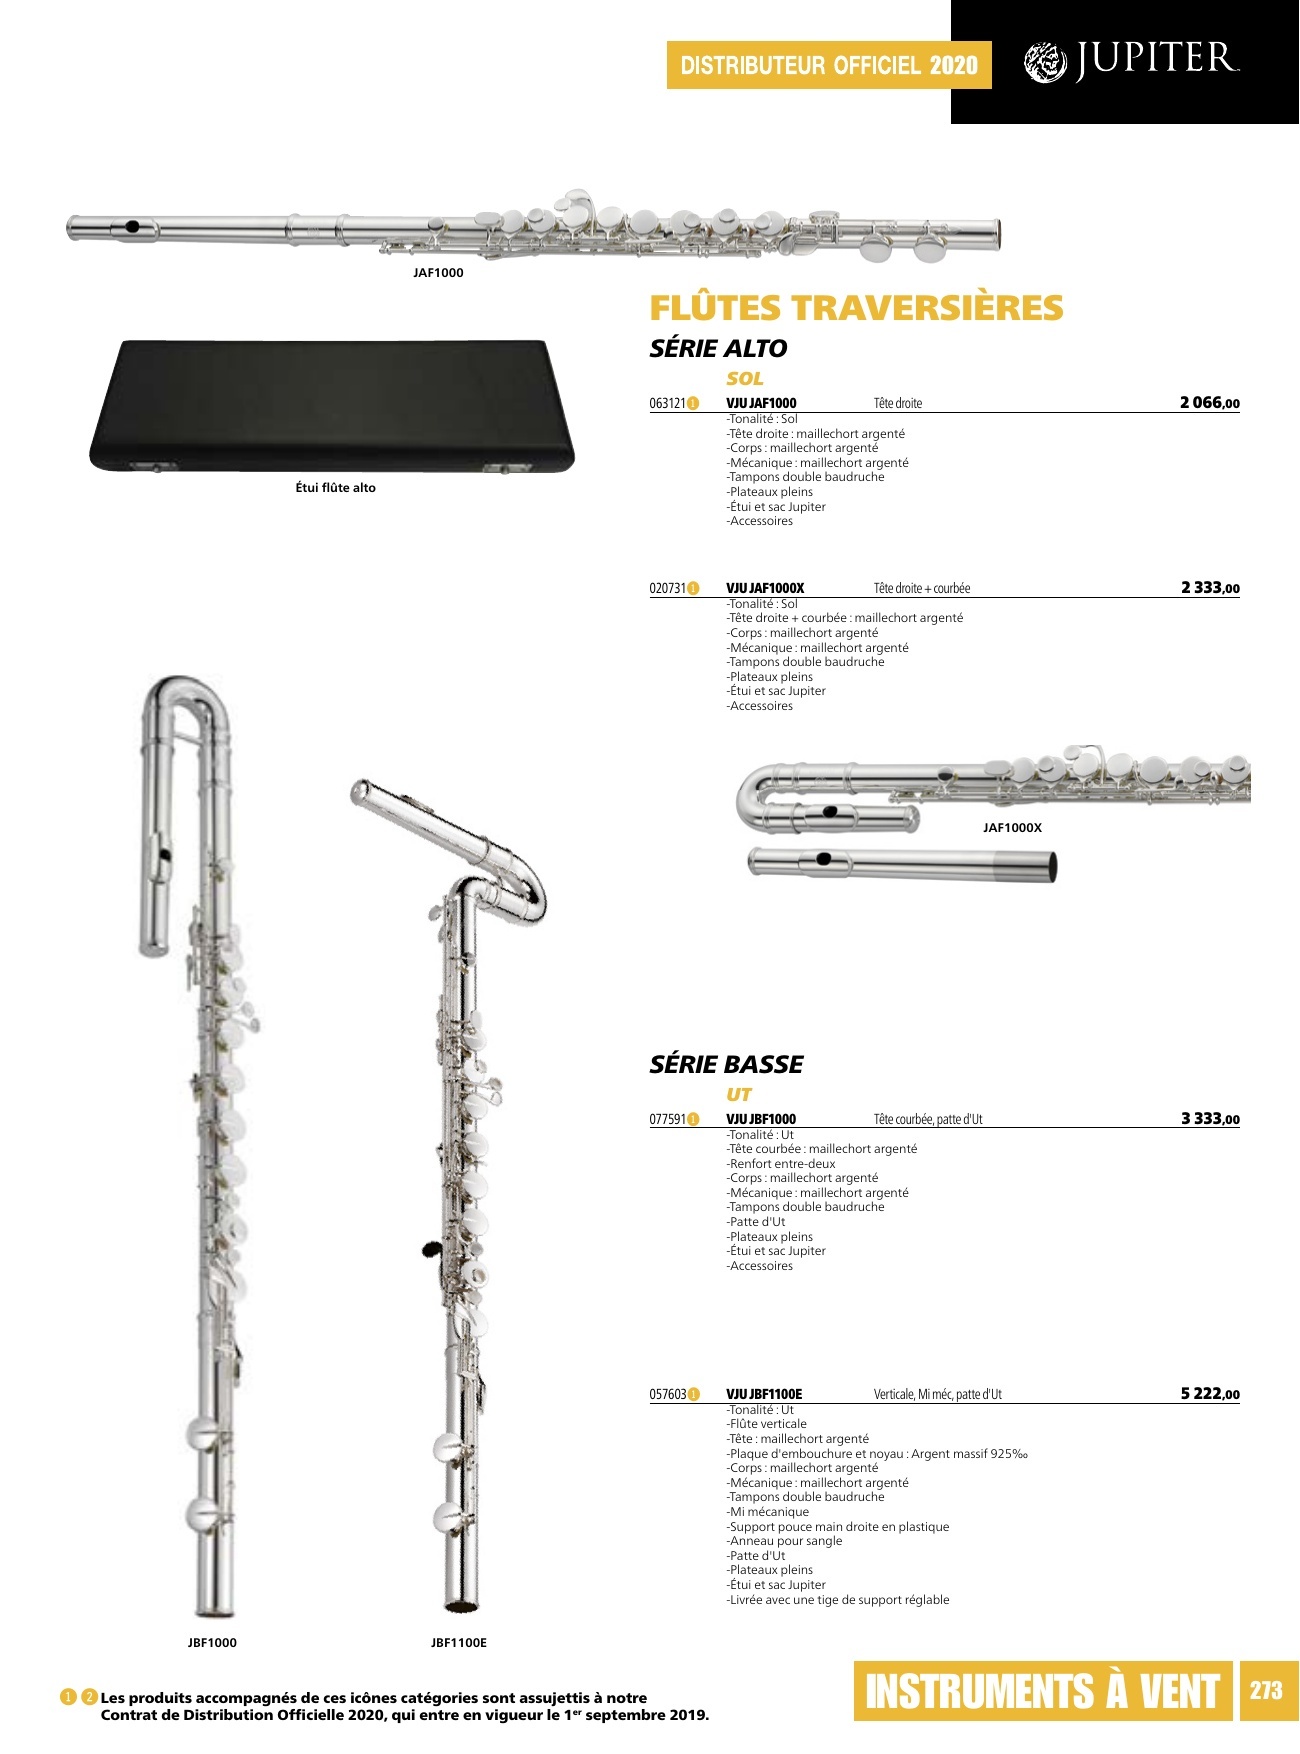 DISTRIBUTEUR OFFICIEL 2020
JUPITER
JAF1000
FLÛTES TRAVERSIÈRES
SÉRIE ALTO
SOL
063121 1 VJU JAF1000 Tête droite 2 066,00
-Tonalité : Sol
-Tête droite : maillechort argenté
-Corps : maillechort argenté
-Mécanique : maillechort argenté
-Tampons double baudruche
-Plateaux pleins
-Étui et sac Jupiter
-Accessoires
Étui flûte alto
020731 1 VJU JAF1000X Tête droite + courbée 2 333,00
-Tonalité : Sol
-Tête droite + courbée : maillechort argenté
-Corps : maillechort argenté
-Mécanique : maillechort argenté
-Tampons double baudruche
-Plateaux pleins
-Étui et sac Jupiter
-Accessoires
JAF1000X
SÉRIE BASSE
UT
077591 1 VJU JBF1000 Tête courbée, patte d'Ut 3 333,00
-Tonalité : Ut
-Tête courbée : maillechort argenté
-Renfort entre-deux
-Corps : maillechort argenté
-Mécanique : maillechort argenté
-Tampons double baudruche
-Patte d'Ut
-Plateaux pleins
-Étui et sac Jupiter
-Accessoires
057603 1 VJU JBF1100E Verticale, Mi méc, patte d'Ut 5 222,00
-Tonalité : Ut
-Flûte verticale
-Tête : maillechort argenté
-Plaque d'embouchure et noyau : Argent massif 925‰
-Corps : maillechort argenté
-Mécanique : maillechort argenté
-Tampons double baudruche
-Mi mécanique
-Support pouce main droite en plastique
-Anneau pour sangle
-Patte d'Ut
-Plateaux pleins
-Étui et sac Jupiter
-Livrée avec une tige de support réglable
JBF1000
JBF1100E
1 2 Les produits accompagnés de ces icônes catégories sont assujettis à notre
Contrat de Distribution Officielle 2020, qui entre en vigueur le 1er septembre 2019.
INSTRUMENTS À VENT 273